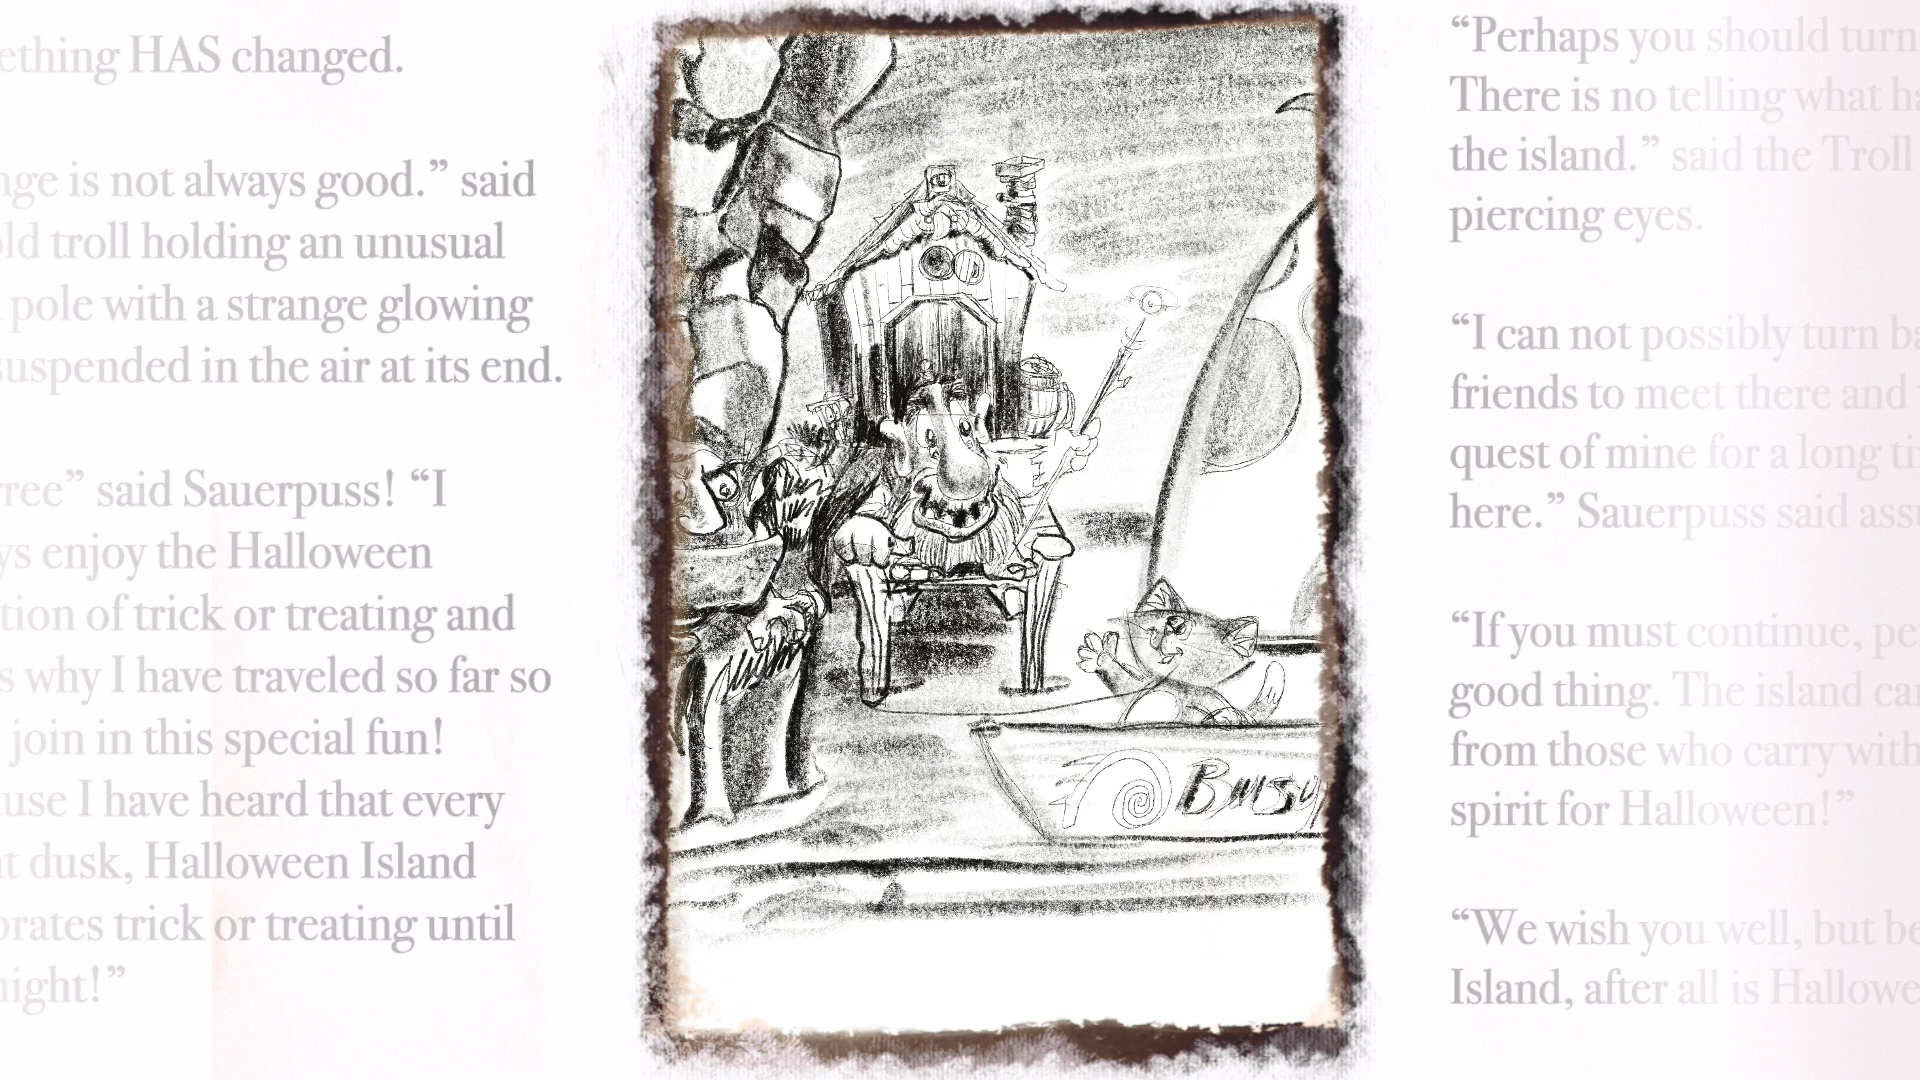 ething HAS changed.
nge is not always good.” said
old troll holding an unusual
pole with a strange glowing
suspended in the air at its end.
ree” said Sauerpuss! “I
ys enjoy the Halloween
tion of trick or treating and
s why I have traveled so far so
join in this special fun!
use I have heard that every
at dusk, Halloween Island
brates trick or treating until
night!”
Busy
“Perhaps you should turn
There is no telling what ha
the island.” said the Troll
piercing eyes.
“I can not possibly turn ba
friends to meet there and
quest of mine for a long ti
here.” Sauerpuss said assu
“If you must continue, pe
good thing. The island can
from those who carry with
spirit for Halloween!”
“We wish you well, but be
Island, after all is Hallowe